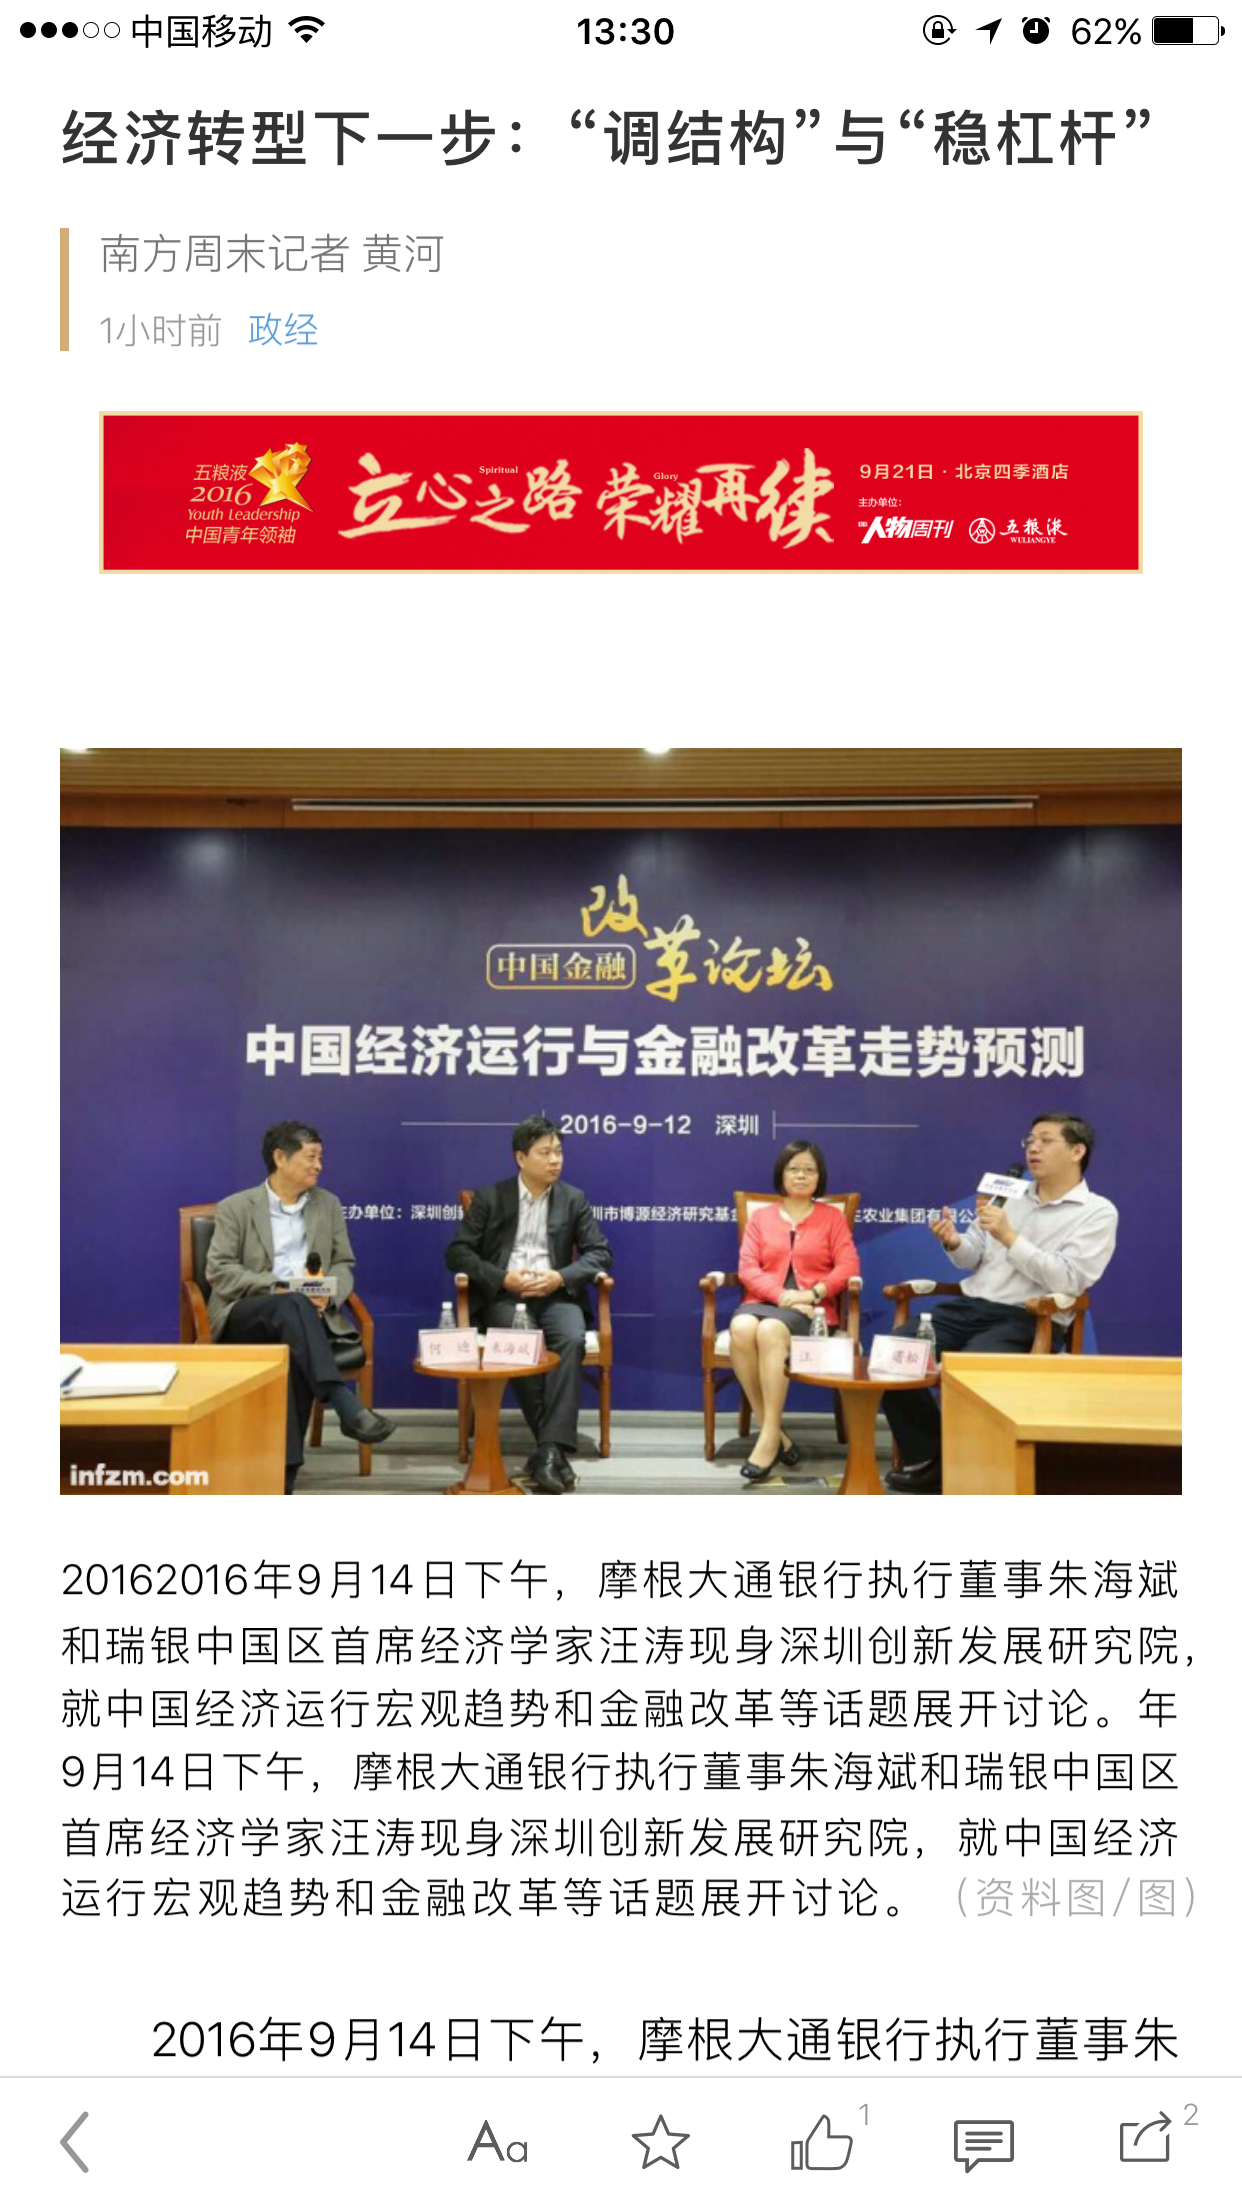 中国移动 13:30 62%
经济转型下一步：“调结构”与“稳杠杆”
南方周末记者 黄河
1小时前 政经
五粮液
2016
Youth Leadership
中国青年领袖
立心之路 荣耀再续
Spiritual
Glory
9月21日·北京四季酒店
主办单位：
人物周刊 五粮液
WULIANGYE
改革论坛
中国金融
中国经济运行与金融改革走势预测
2016-9-12 深圳
主办单位：深圳创新 圳市博源经济研究基金 主农业集团有限公
何迪 朱海斌 汪 萧松
infzm.com
20162016年9月14日下午，摩根大通银行执行董事朱海斌
和瑞银中国区首席经济学家汪涛现身深圳创新发展研究院，
就中国经济运行宏观趋势和金融改革等话题展开讨论。年
9月14日下午，摩根大通银行执行董事朱海斌和瑞银中国区
首席经济学家汪涛现身深圳创新发展研究院，就中国经济
运行宏观趋势和金融改革等话题展开讨论。（资料图/图）
2016年9月14日下午，摩根大通银行执行董事朱
Aa 1 2